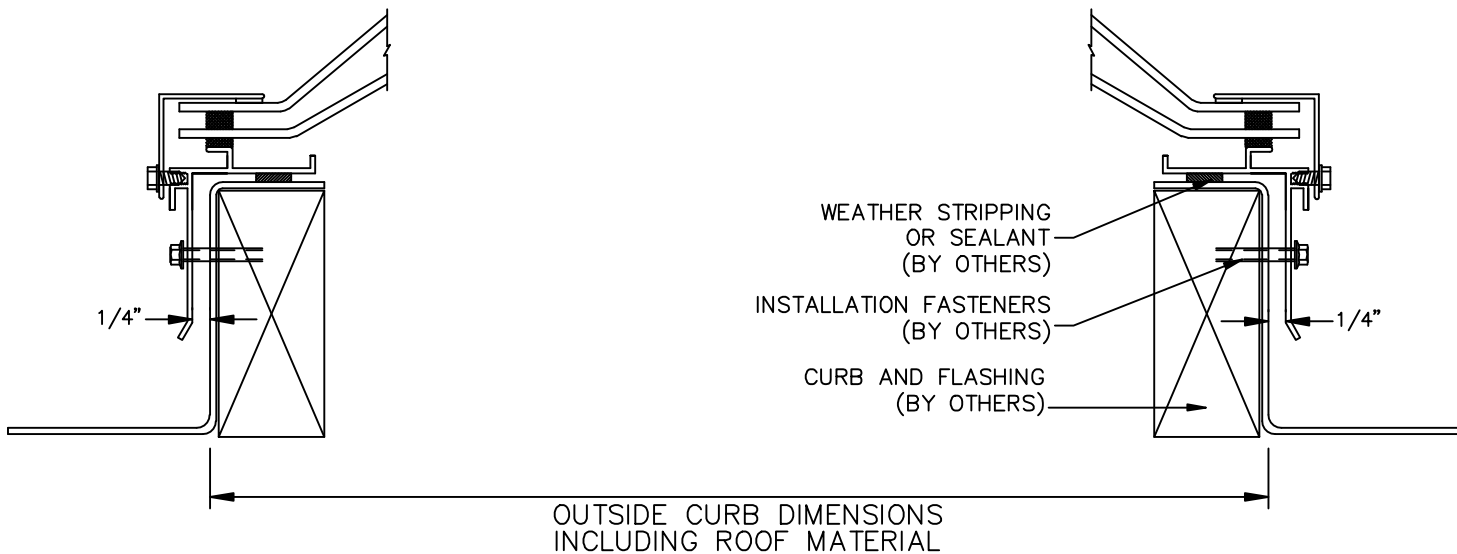 WEATHER STRIPPING
OR SEALANT
(BY OTHERS)
INSTALLATION FASTENERS
(BY OTHERS)
1/4"
1/4"
CURB AND FLASHING
(BY OTHERS)
OUTSIDE CURB DIMENSIONS
INCLUDING ROOF MATERIAL